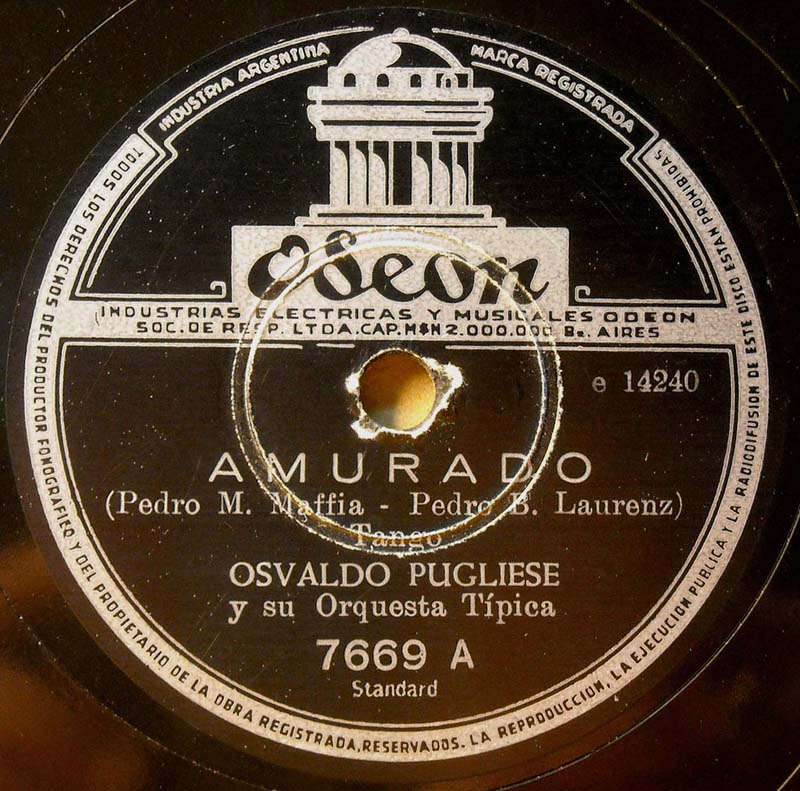 INDUSTRIA ARGENTINA
MARCA REGISTRADA
Odeon
INDUSTRIAS ELECTRICAS Y MUSICALES ODEON
SOC. DE RESP. LTDA. CAP. M$N 2.000.000 Bs. AIRES
e 14240
AMURADO
(Pedro M. Maffia - Pedro B. Laurenz)
Tango
OSVALDO PUGLIESE
y su Orquesta Típica
7669 A
Standard
TODOS LOS DERECHOS DEL PRODUCTOR FONOGRAFICO Y DEL PROPIETARIO DE LA OBRA REGISTRADA, RESERVADOS. LA REPRODUCCION, LA EJECUCION PUBLICA Y LA RADIODIFUSION DE ESTE DISCO ESTAN PROHIBIDAS